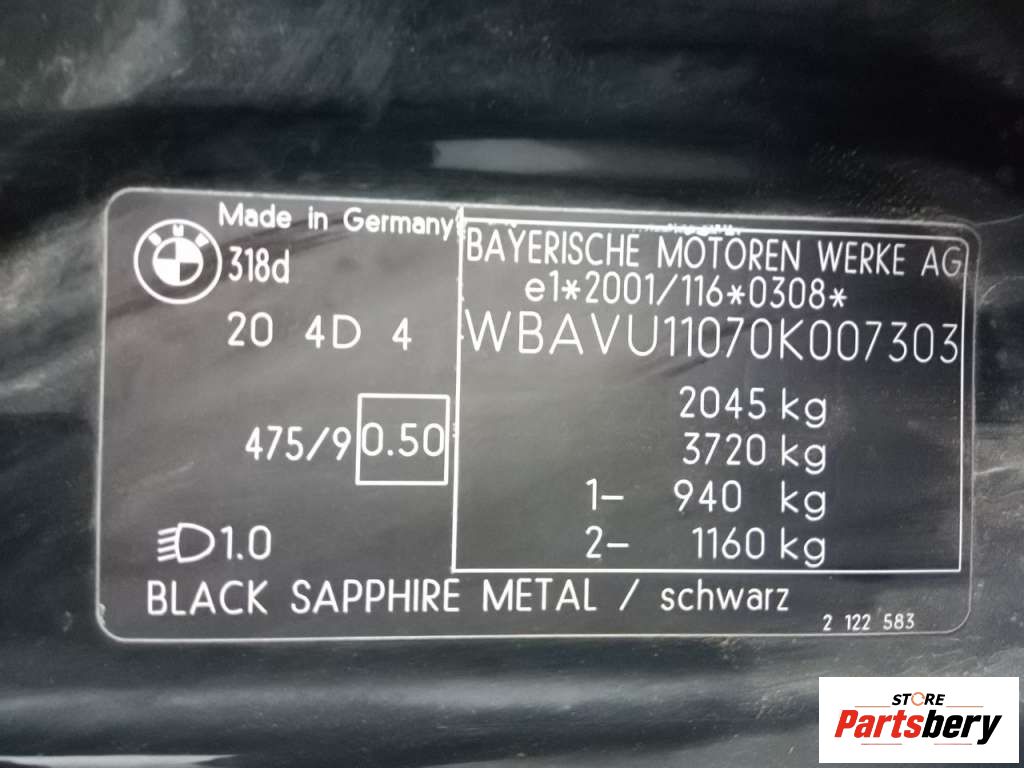 Made in Germany
BMW
318d
20 4D 4
475/9 0.50
1.0
BAYERISCHE MOTOREN WERKE AG
e1*2001/116*0308*
WBAVU11070K007303
2045 kg
3720 kg
1- 940 kg
2- 1160 kg
BLACK SAPPHIRE METAL / schwarz
2 122 583
STORE
Partsbery